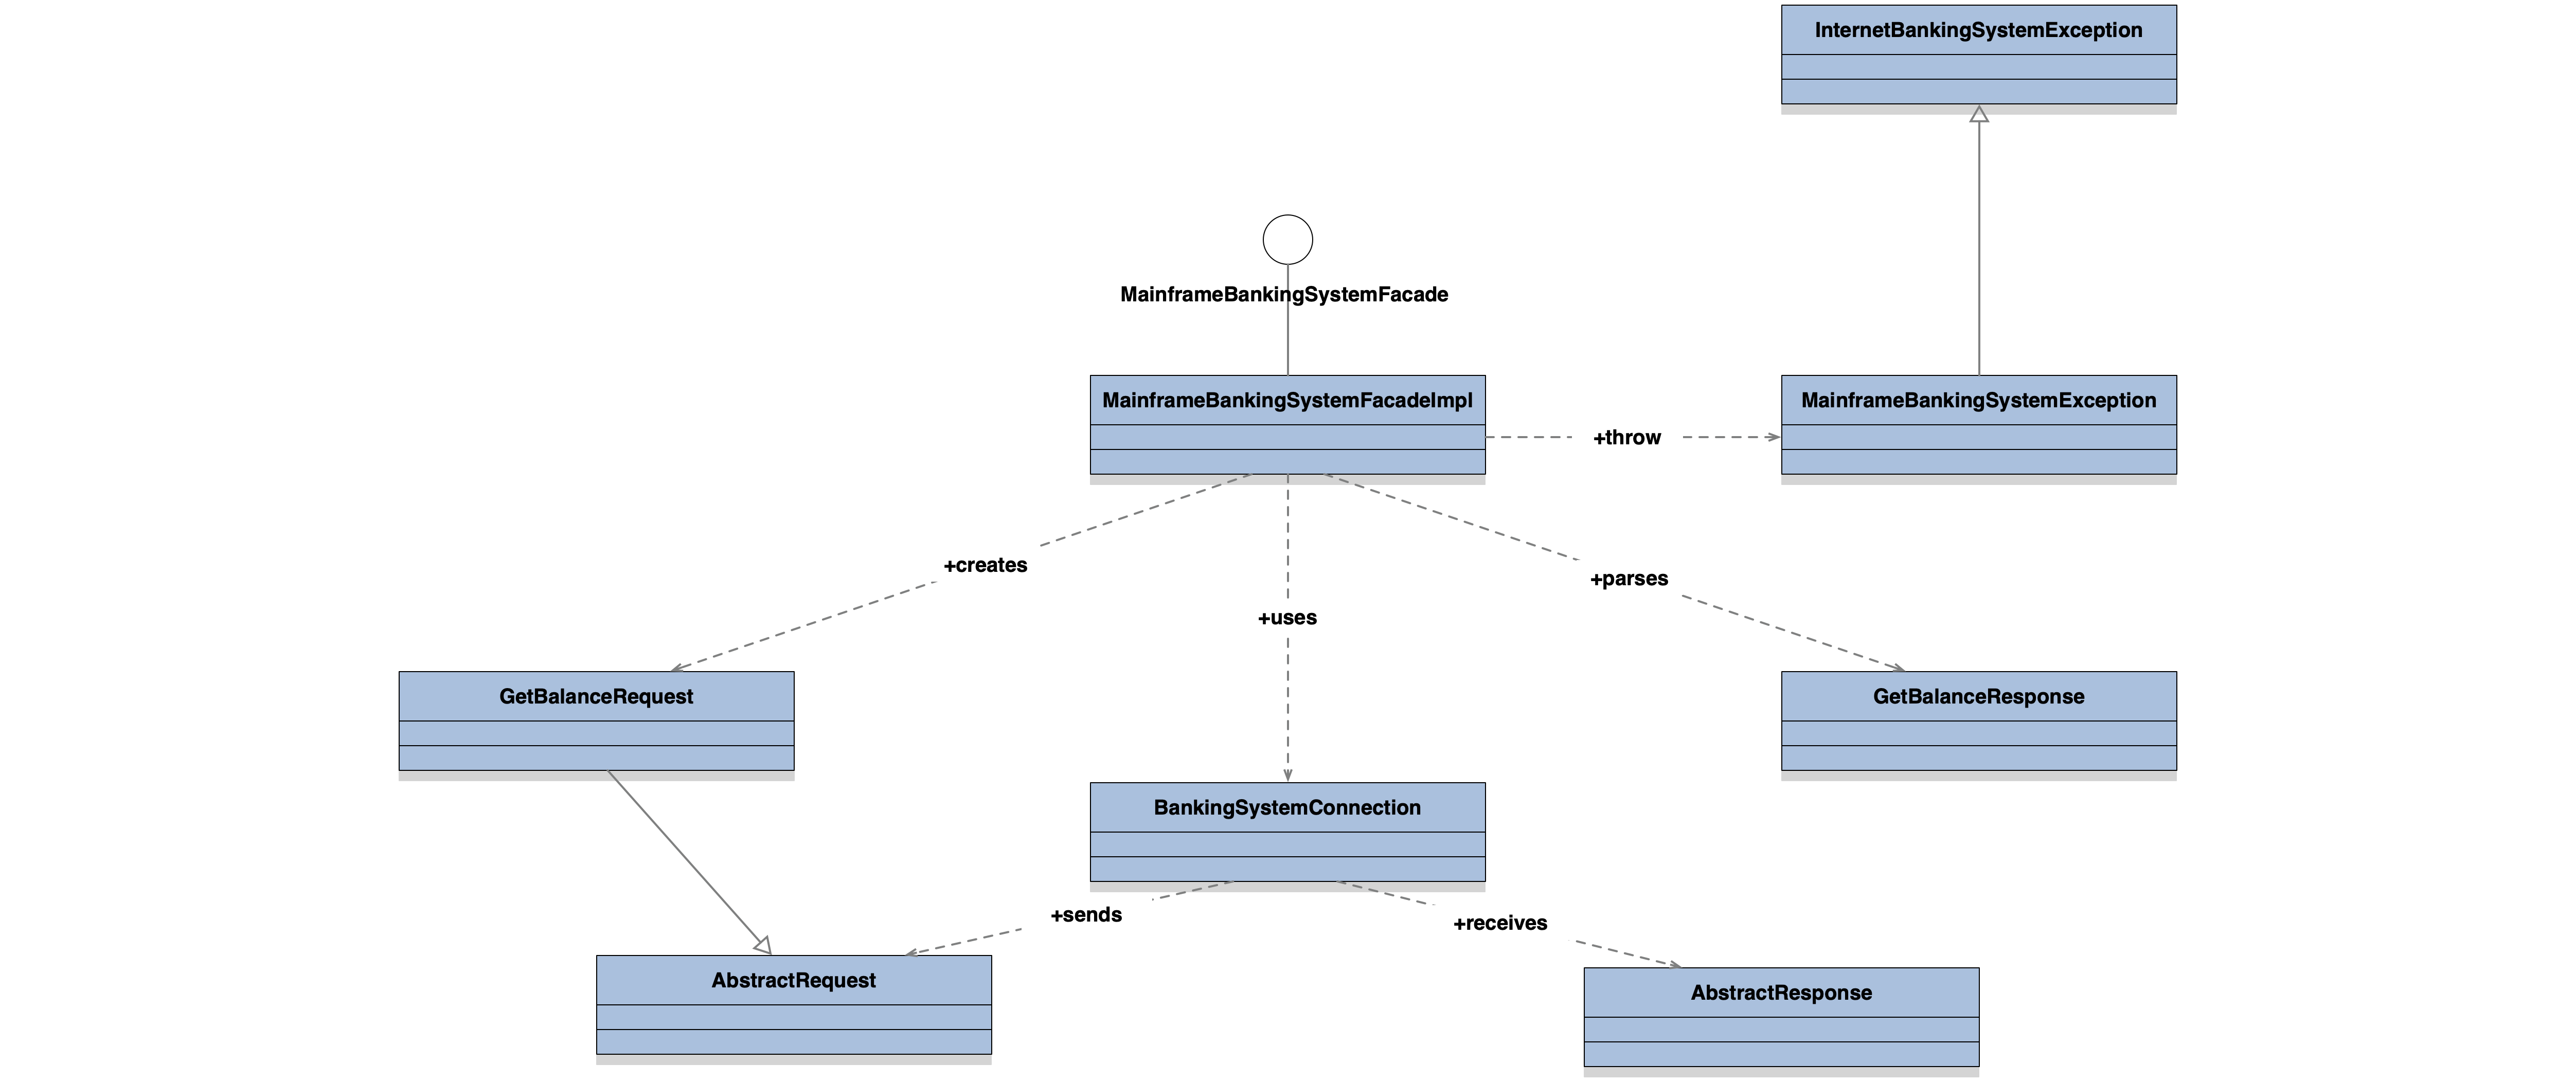 InternetBankingSystemException
MainframeBankingSystemFacade
MainframeBankingSystemFacadeImpl
MainframeBankingSystemException
+throw
+creates
+parses
+uses
GetBalanceRequest
GetBalanceResponse
BankingSystemConnection
+sends
+receives
AbstractRequest
AbstractResponse